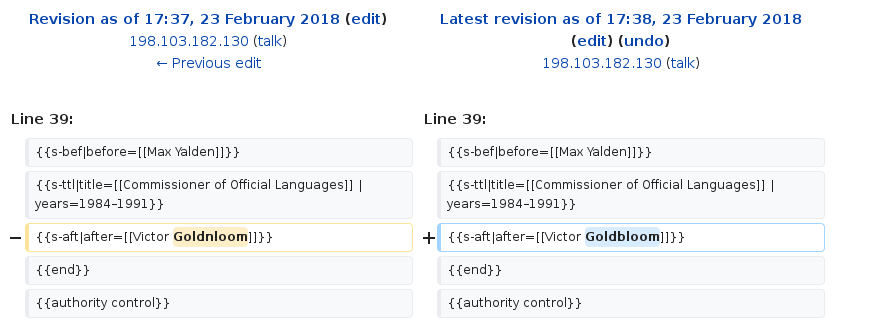 Revision as of 17:37, 23 February 2018 (edit)
198.103.182.130 (talk)
← Previous edit
Latest revision as of 17:38, 23 February 2018
(edit) (undo)
198.103.182.130 (talk)
Line 39:
Line 39:
{{s-bef|before=[[Max Yalden]]}}
{{s-bef|before=[[Max Yalden]]}}
{{s-ttl|title=[[Commissioner of Official Languages]] |
years=1984–1991}}
{{s-ttl|title=[[Commissioner of Official Languages]] |
years=1984–1991}}
− {{s-aft|after=[[Victor Goldnloom]]}}
+ {{s-aft|after=[[Victor Goldbloom]]}}
{{end}}
{{end}}
{{authority control}}
{{authority control}}